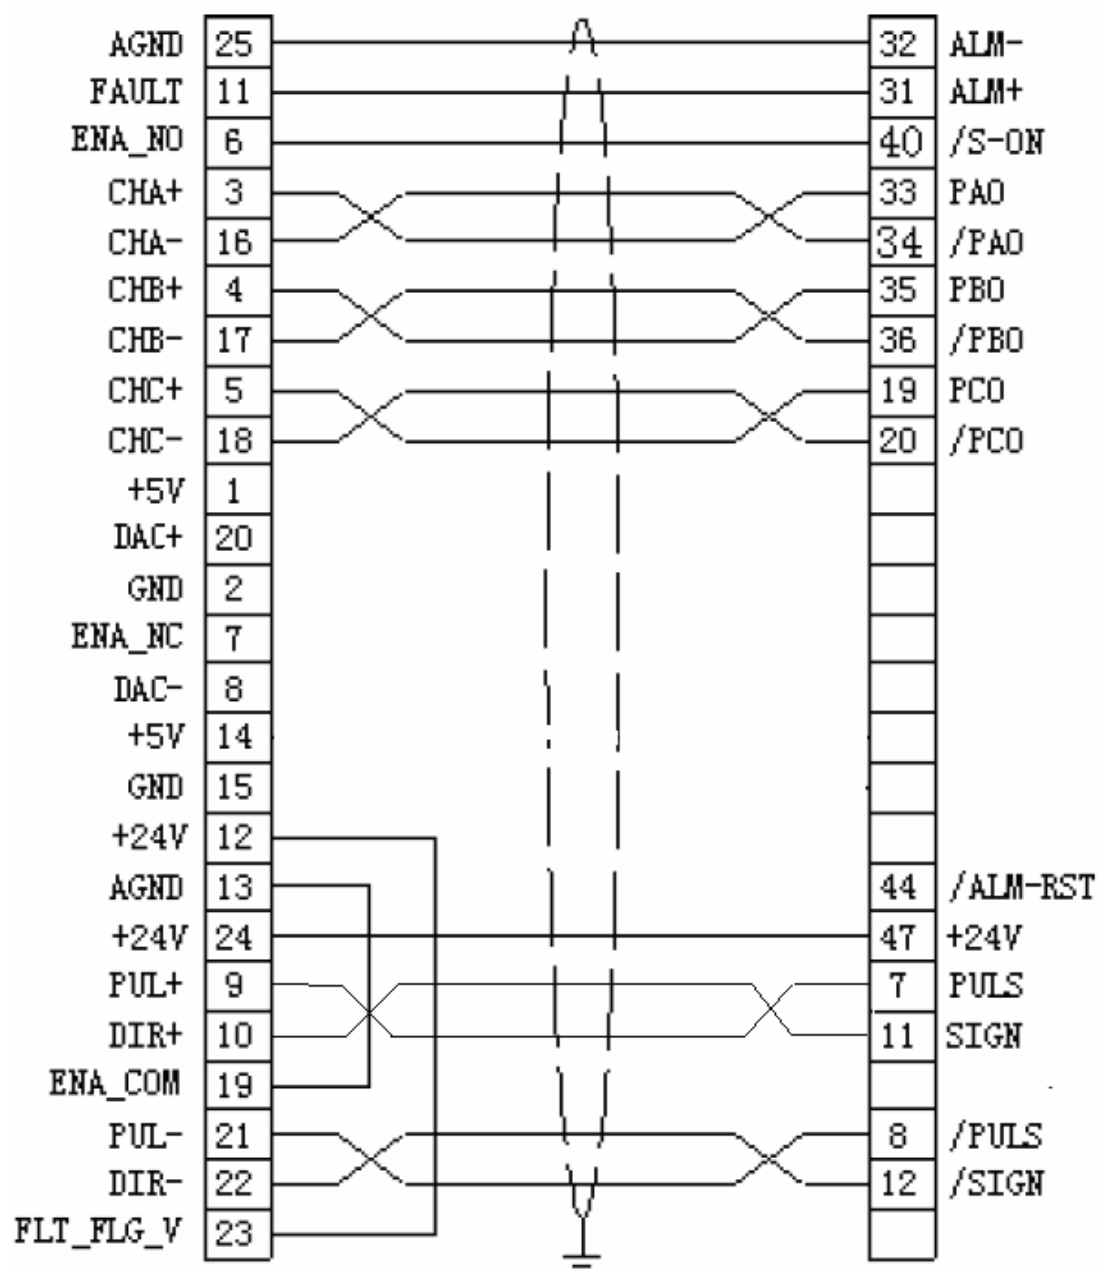 AGND 25 32 ALM-
FAULT 11 31 ALM+
ENA_NO 6 40 /S-ON
CHA+ 3 33 PAO
CHA- 16 34 /PAO
CHB+ 4 35 PBO
CHB- 17 36 /PBO
CHC+ 5 19 PCO
CHC- 18 20 /PCO
+5V 1
DAC+ 20
GND 2
ENA_NC 7
DAC- 8
+5V 14
GND 15
+24V 12
AGND 13 44 /ALM-RST
+24V 24 47 +24V
PUL+ 9 7 PULS
DIR+ 10 11 SIGN
ENA_COM 19
PUL- 21 8 /PULS
DIR- 22 12 /SIGN
FLT_FLG_V 23